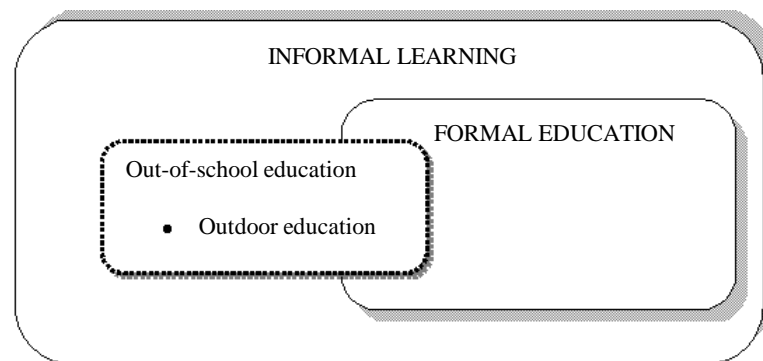 INFORMAL LEARNING
FORMAL EDUCATION
Out-of-school education
• Outdoor education